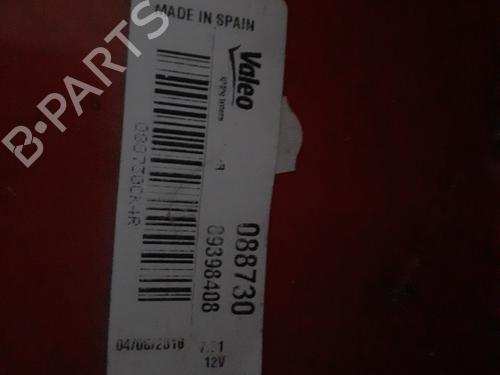 MADE IN SPAIN
Valeo
R
088730
89398408
04/06/2016
12V
B-PARTS